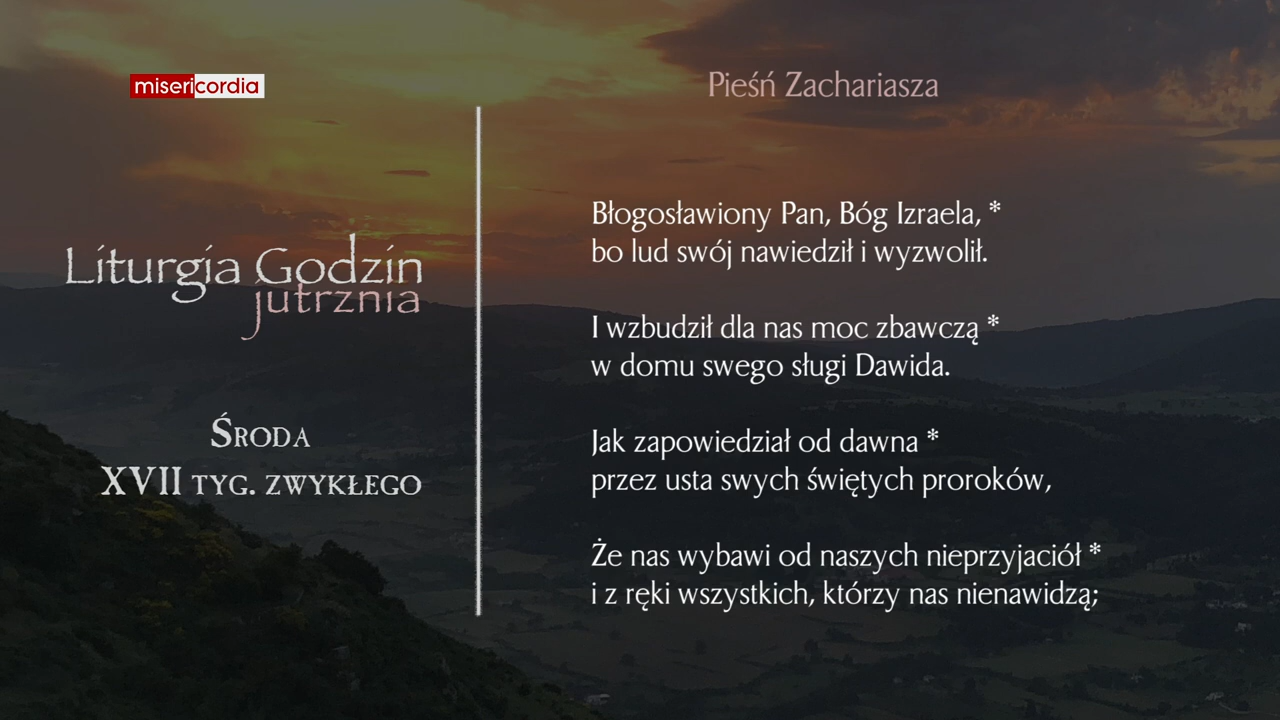 misericordia
Liturgia Godzin
jutrznia
Środa
XVII tyg. zwykłego
Pieśń Zachariasza
Błogosławiony Pan, Bóg Izraela, *
bo lud swój nawiedził i wyzwolił.
I wzbudził dla nas moc zbawczą *
w domu swego sługi Dawida.
Jak zapowiedział od dawna *
przez usta swych świętych proroków,
Że nas wybawi od naszych nieprzyjaciół *
i z ręki wszystkich, którzy nas nienawidzą;